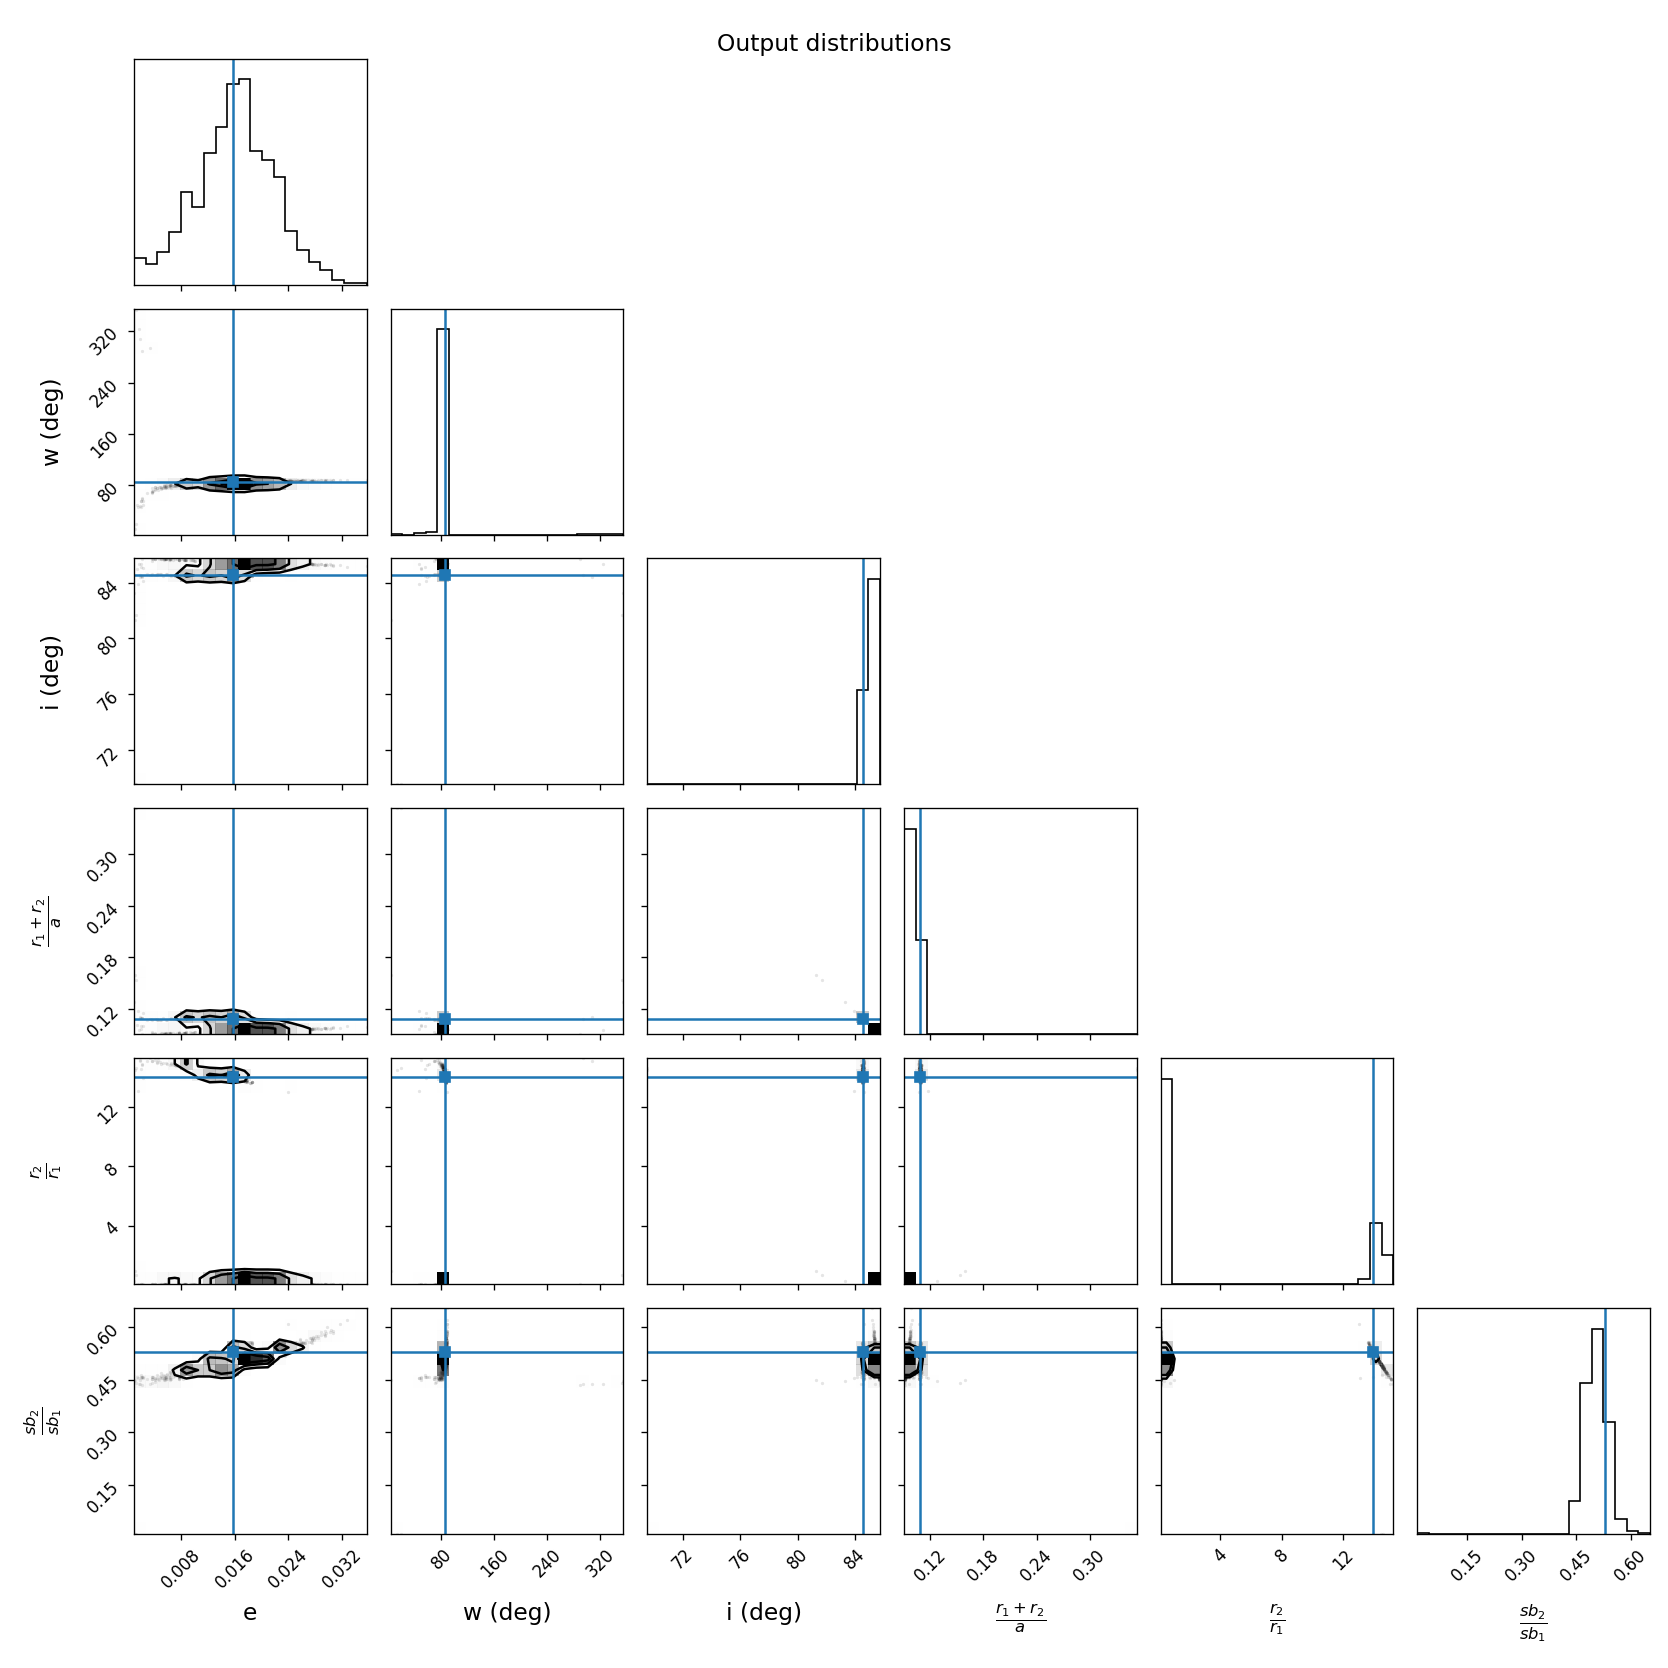 Output distributions
w (deg)
320
240
160
80
i (deg)
84
80
76
72
r1 + r2
a
0.30
0.24
0.18
0.12
r2
r1
12
8
4
sb2
sb1
0.60
0.45
0.30
0.15
0.008 0.016 0.024 0.032
80 160 240 320
72 76 80 84
0.12 0.18 0.24 0.30
4 8 12
0.15 0.30 0.45 0.60
e
w (deg)
i (deg)
r1 + r2
a
r2
r1
sb2
sb1